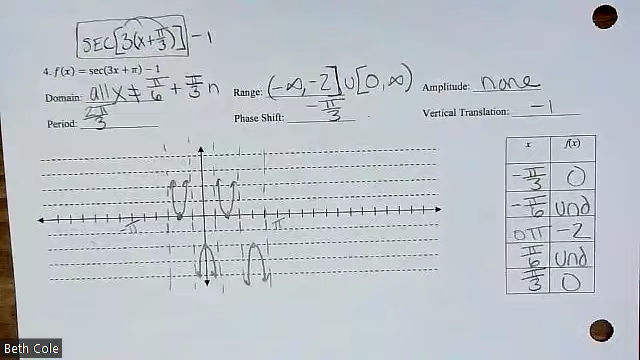 SEC[3(x+π/3)] -1
4. f(x) = sec(3x + π) − 1
Domain: all x ≠ π/6 + π/3 n Range: (-∞, -2] ∪ [0, ∞) Amplitude: none
Period: 2π/3 Phase Shift: -π/3 Vertical Translation: -1
x f(x)
-π/3 0
-π/6 und
0π -2
π/6 und
π/3 0
-π π
Beth Cole